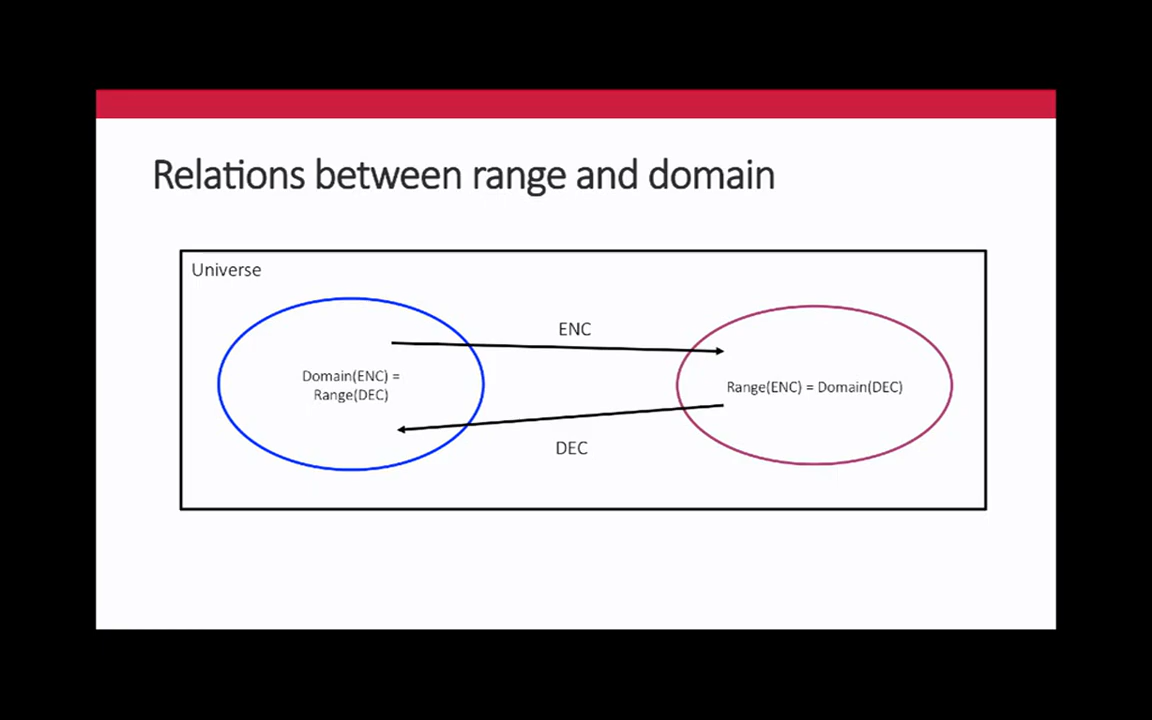 Relations between range and domain
Universe
ENC
Domain(ENC) =
Range(DEC)
Range(ENC) = Domain(DEC)
DEC